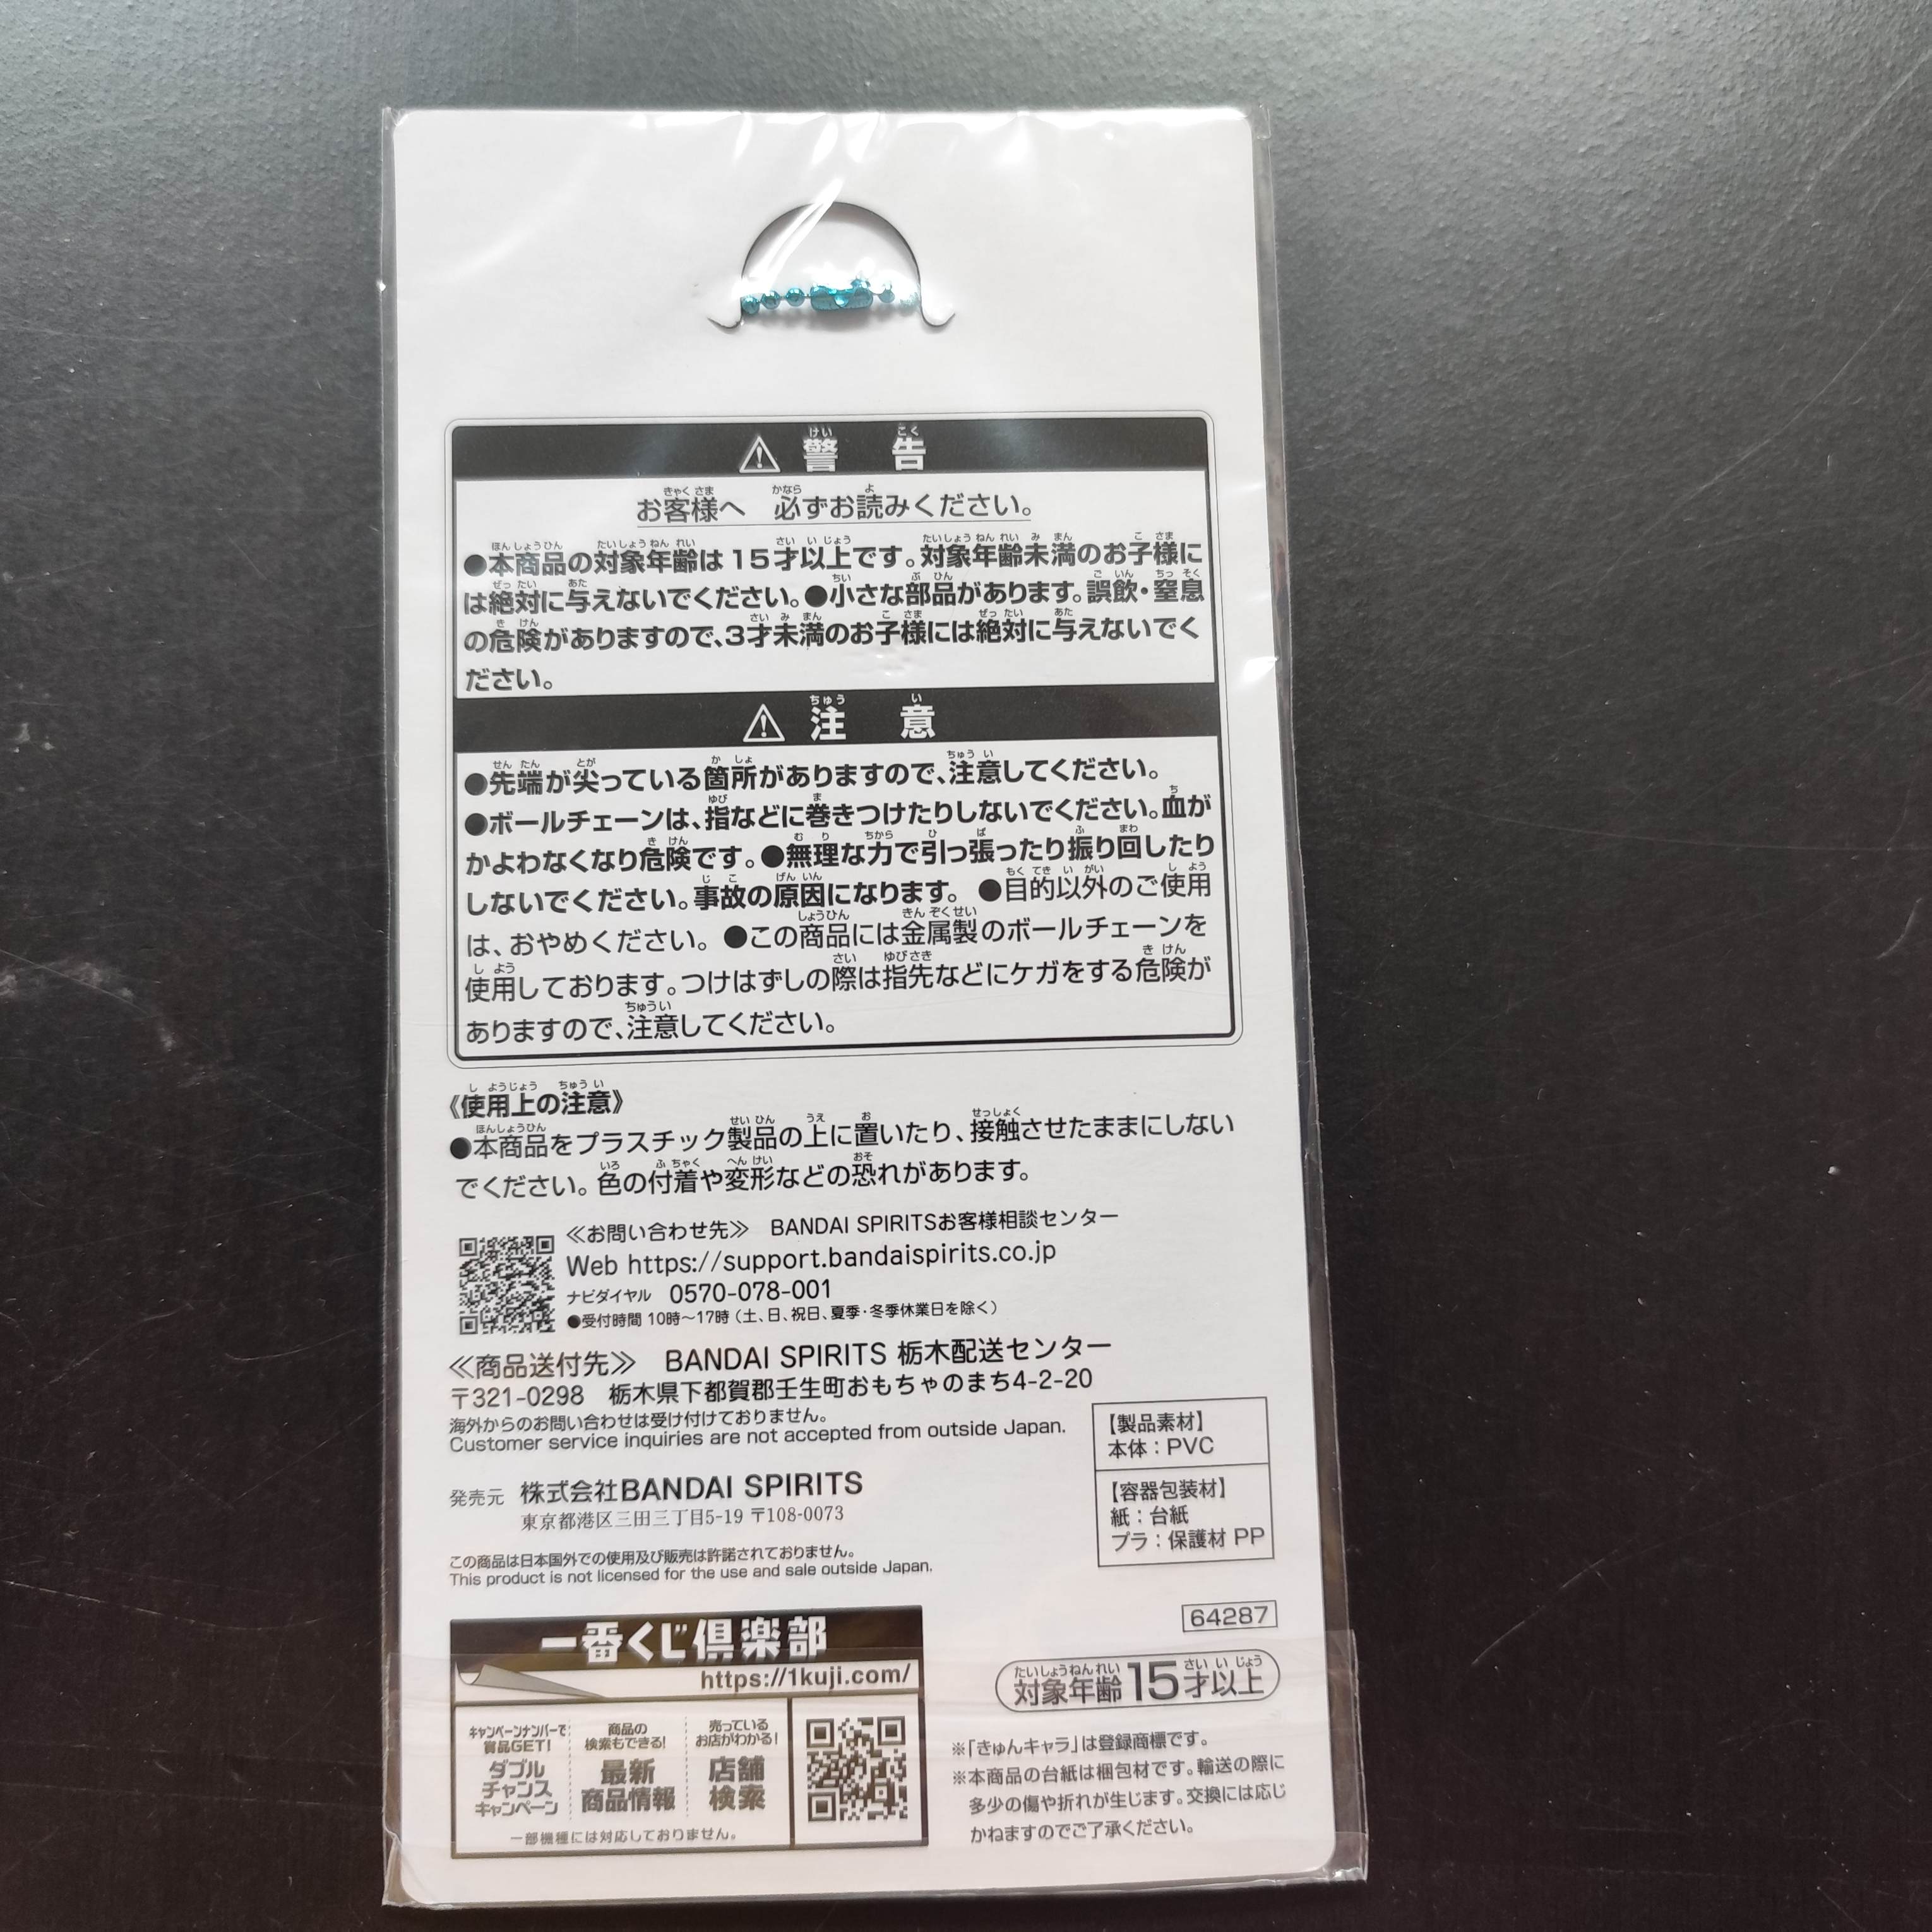 ⚠警告
お客様へ 必ずお読みください。
●本商品の対象年齢は15才以上です。対象年齢未満のお子様に
は絶対に与えないでください。●小さな部品があります。誤飲・窒息
の危険がありますので、3才未満のお子様には絶対に与えないでく
ださい。
⚠注意
●先端が尖っている箇所がありますので、注意してください。
●ボールチェーンは、指などに巻きつけたりしないでください。血が
かよわなくなり危険です。●無理な力で引っ張ったり振り回したり
しないでください。事故の原因になります。●目的以外のご使用
は、おやめください。●この商品には金属製のボールチェーンを
使用しております。つけはずしの際は指先などにケガをする危険が
ありますので、注意してください。
《使用上の注意》
●本商品をプラスチック製品の上に置いたり、接触させたままにしない
でください。色の付着や変形などの恐れがあります。
≪お問い合わせ先≫ BANDAI SPIRITSお客様相談センター
Web https://support.bandaispirits.co.jp
ナビダイヤル 0570-078-001
●受付時間 10時～17時（土、日、祝日、夏季・冬季休業日を除く）
≪商品送付先≫ BANDAI SPIRITS 栃木配送センター
〒321-0298 栃木県下都賀郡壬生町おもちゃのまち4-2-20
海外からのお問い合わせは受け付けておりません。
Customer service inquiries are not accepted from outside Japan.
【製品素材】
本体：PVC
【容器包装材】
紙：台紙
プラ：保護材 PP
発売元 株式会社BANDAI SPIRITS
東京都港区三田三丁目5-19 〒108-0073
この商品は日本国外での使用及び販売は許諾されておりません。
This product is not licensed for the use and sale outside Japan.
64287
一番くじ倶楽部
https://1kuji.com/
キャンペーンナンバーで
賞品GET!
ダブル
チャンス
キャンペーン
商品の
検索もできる!
最新
商品情報
売っている
お店がわかる!
店舗
検索
一部機種には対応しておりません。
対象年齢15才以上
※「きゅんキャラ」は登録商標です。
※本商品の台紙は梱包材です。輸送の際に
多少の傷や折れが生じます。交換には応じ
かねますのでご了承ください。